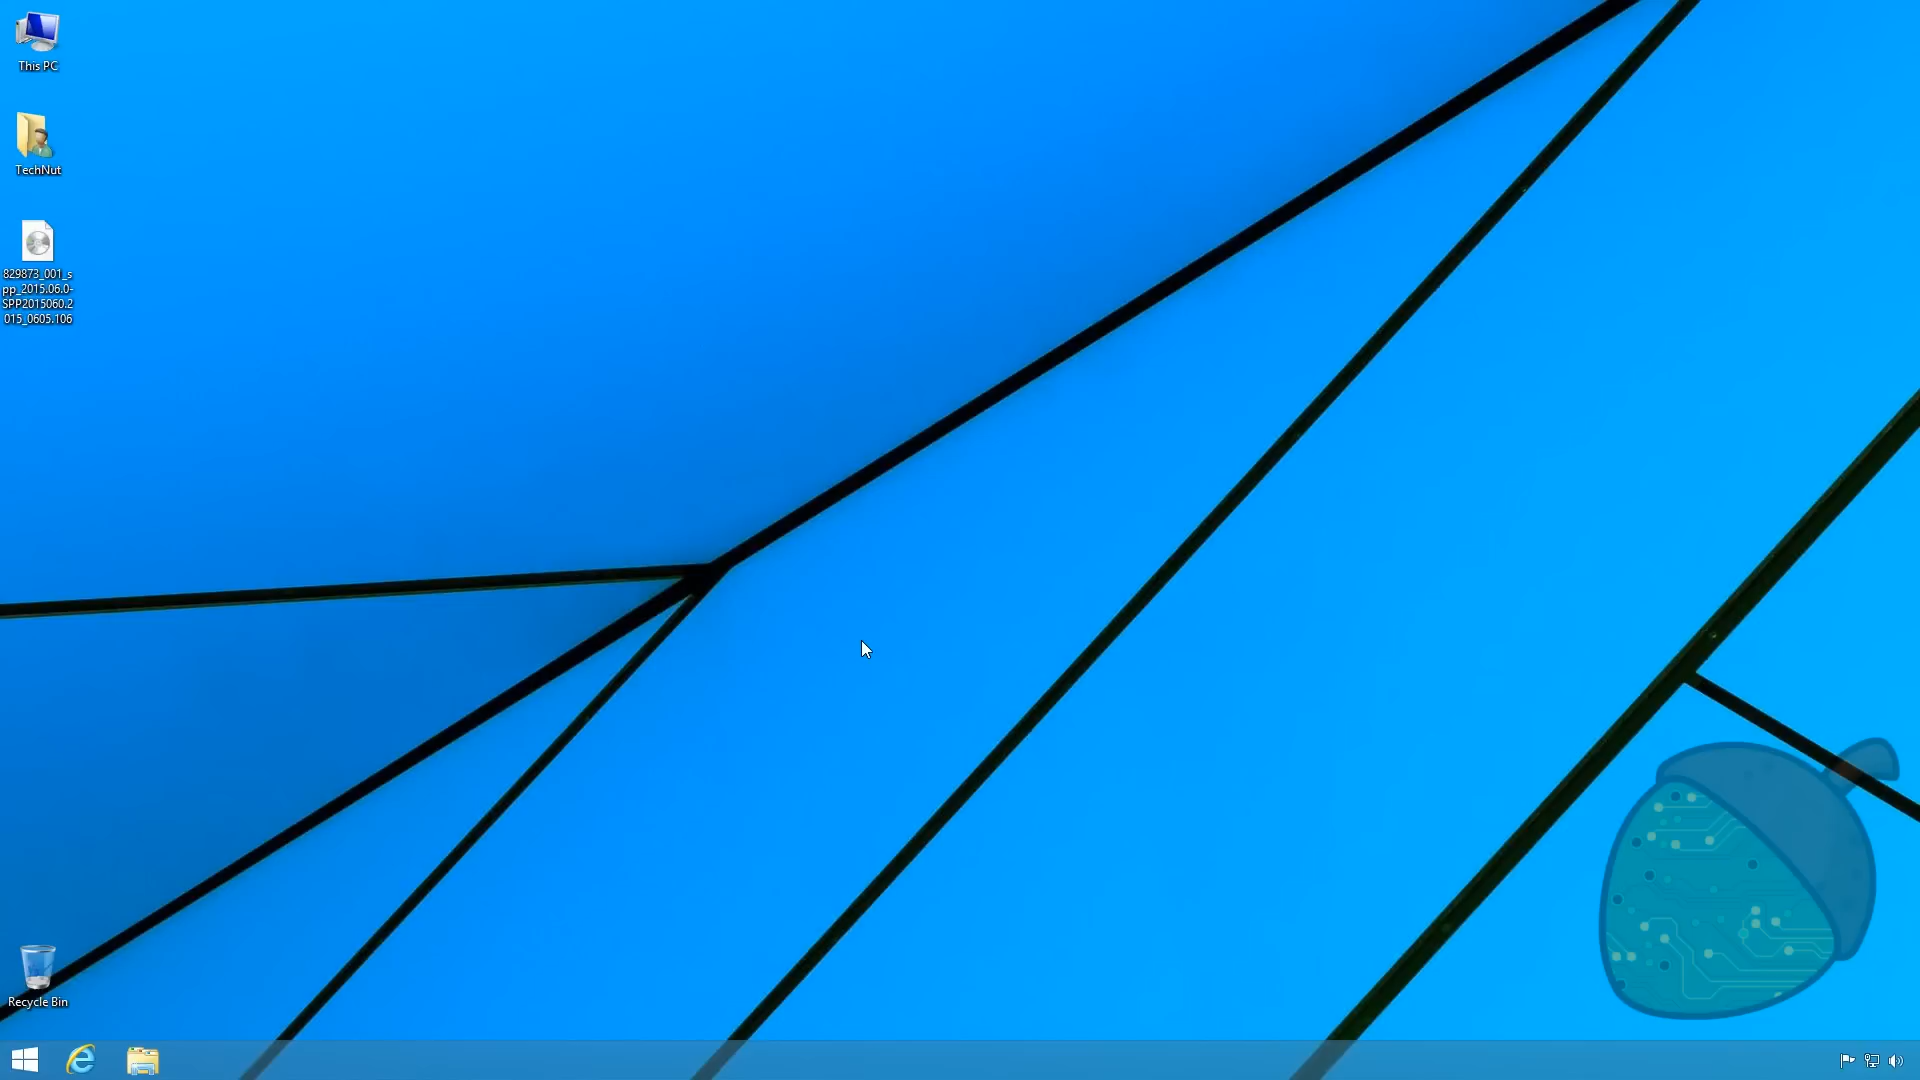 This PC
TechNut
829873_001_s
pp_2015.06.0-
SPP2015060.2
015_0605.106
Recycle Bin